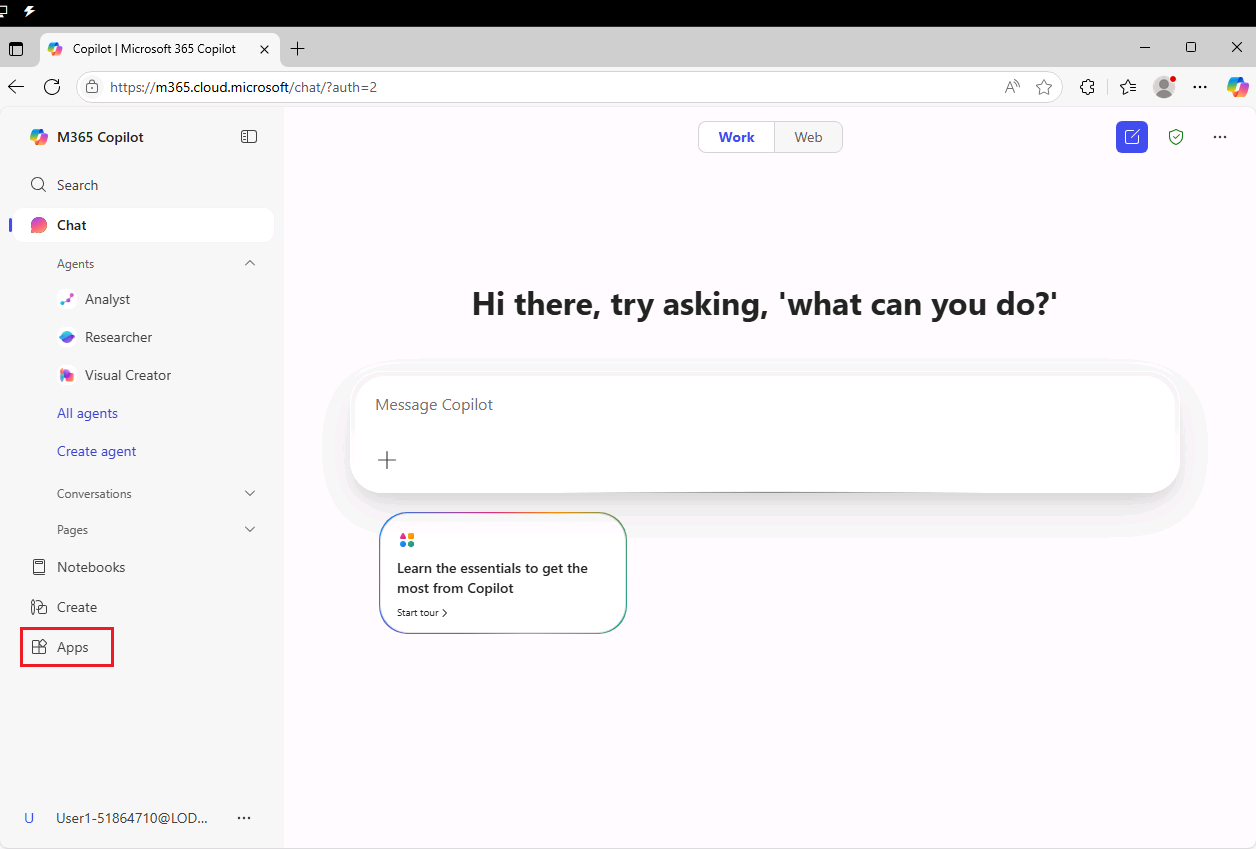 Copilot | Microsoft 365 Copilot
https://m365.cloud.microsoft/chat/?auth=2
M365 Copilot
Search
Chat
Agents
Analyst
Researcher
Visual Creator
All agents
Create agent
Conversations
Pages
Notebooks
Create
Apps
U User1-51864710@LOD...
Work Web
Hi there, try asking, 'what can you do?'
Message Copilot
Learn the essentials to get the
most from Copilot
Start tour